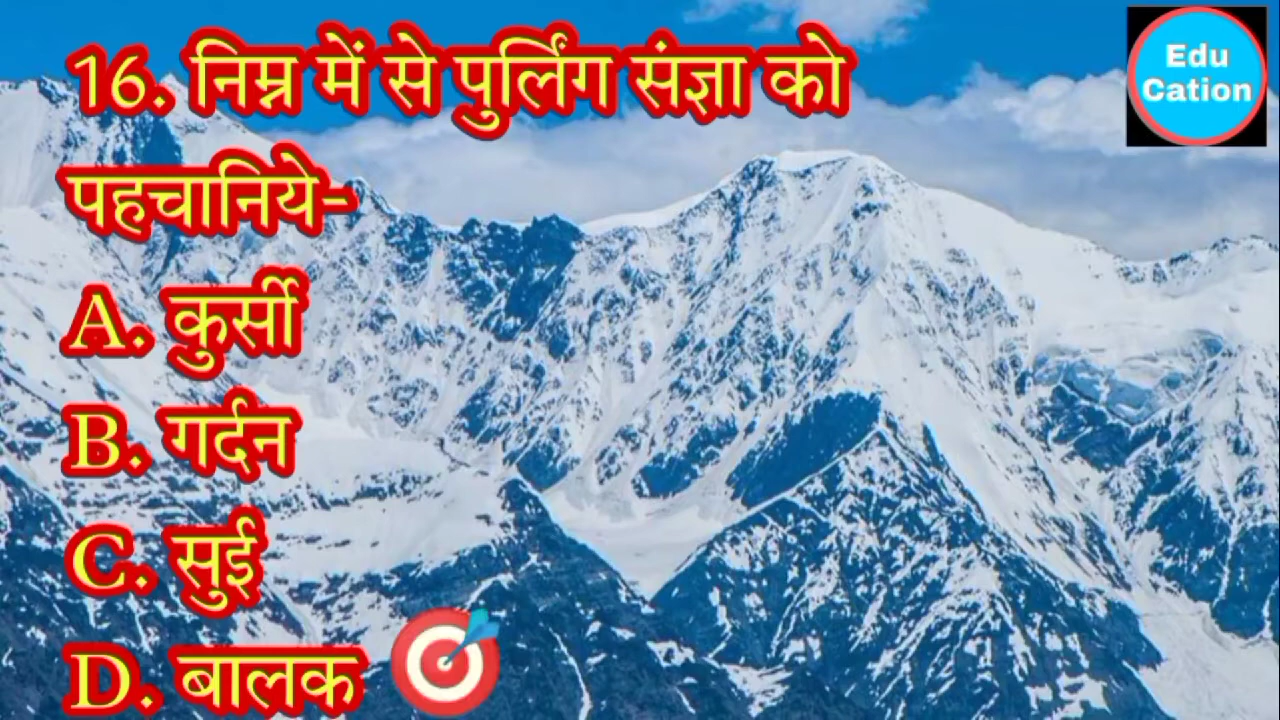 16. निम्न में से पुर्लिंग संज्ञा को
पहचानिये-
A. कुर्सी
B. गर्दन
C. सुई
D. बालक
Edu
Cation